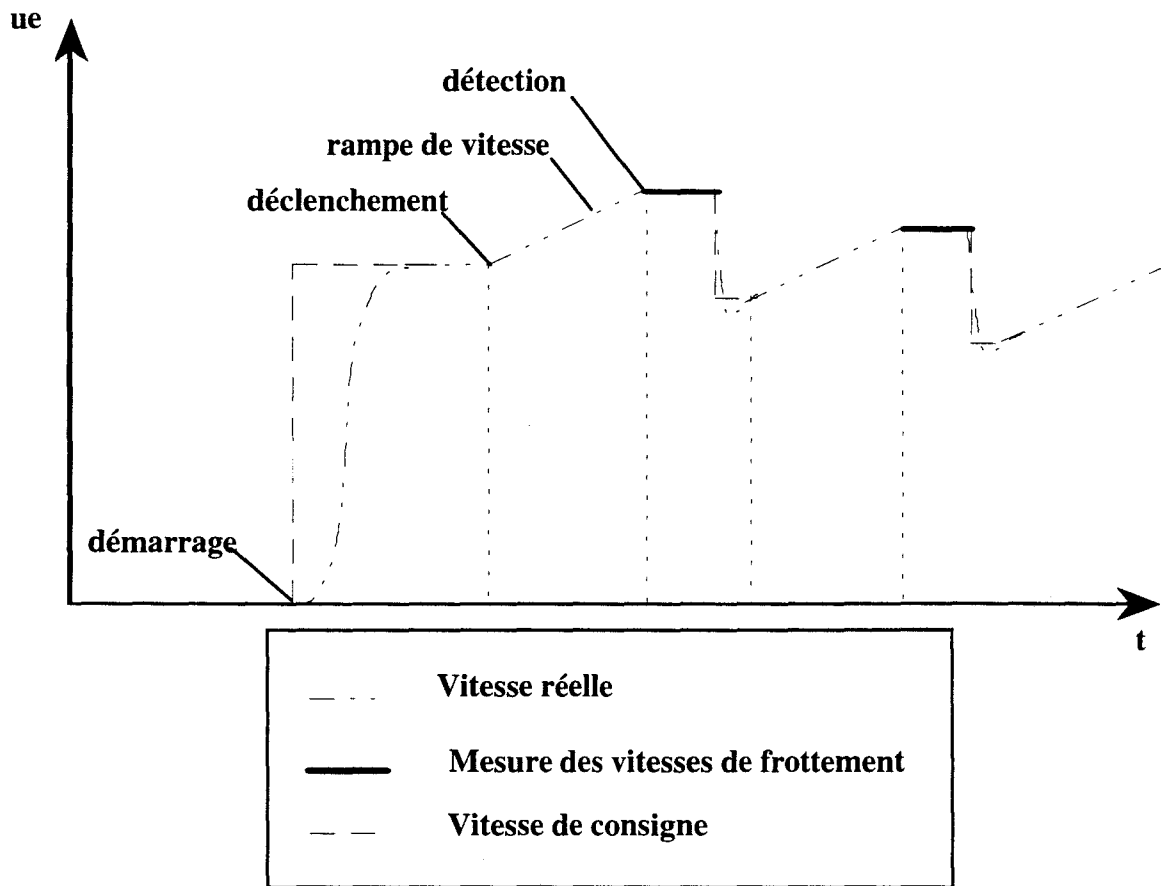 ue
détection
rampe de vitesse
déclenchement
démarrage
t
Vitesse réelle
Mesure des vitesses de frottement
Vitesse de consigne